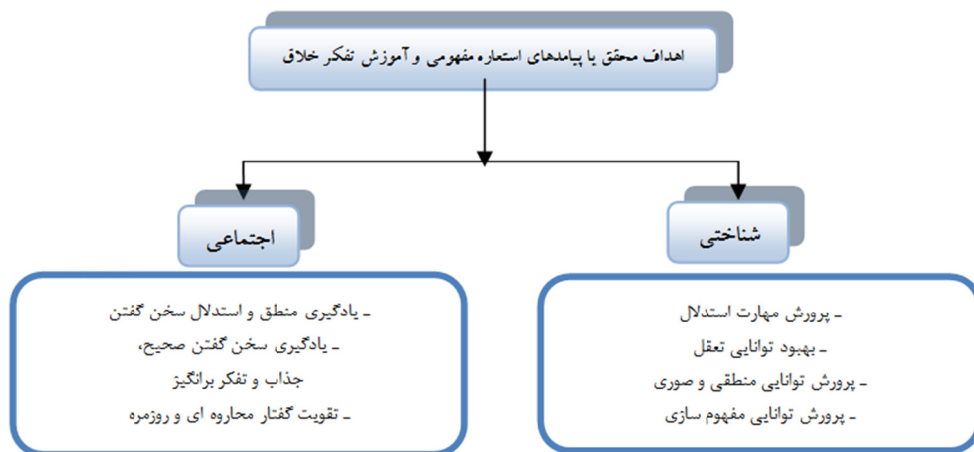 اهداف محقق یا پیامدهای استعاره مفهومی و آموزش تفکر خلاق
شناختی
ـ پرورش مهارت استدلال
ـ بهبود توانایی تعقل
ـ پرورش توانایی منطقی و صوری
ـ پرورش توانایی مفهوم سازی
اجتماعی
ـ یادگیری منطق و استدلال سخن گفتن
ـ یادگیری سخن گفتن صحیح،
جذاب و تفکر برانگیز
ـ تقویت گفتار محاروه ای و روزمره